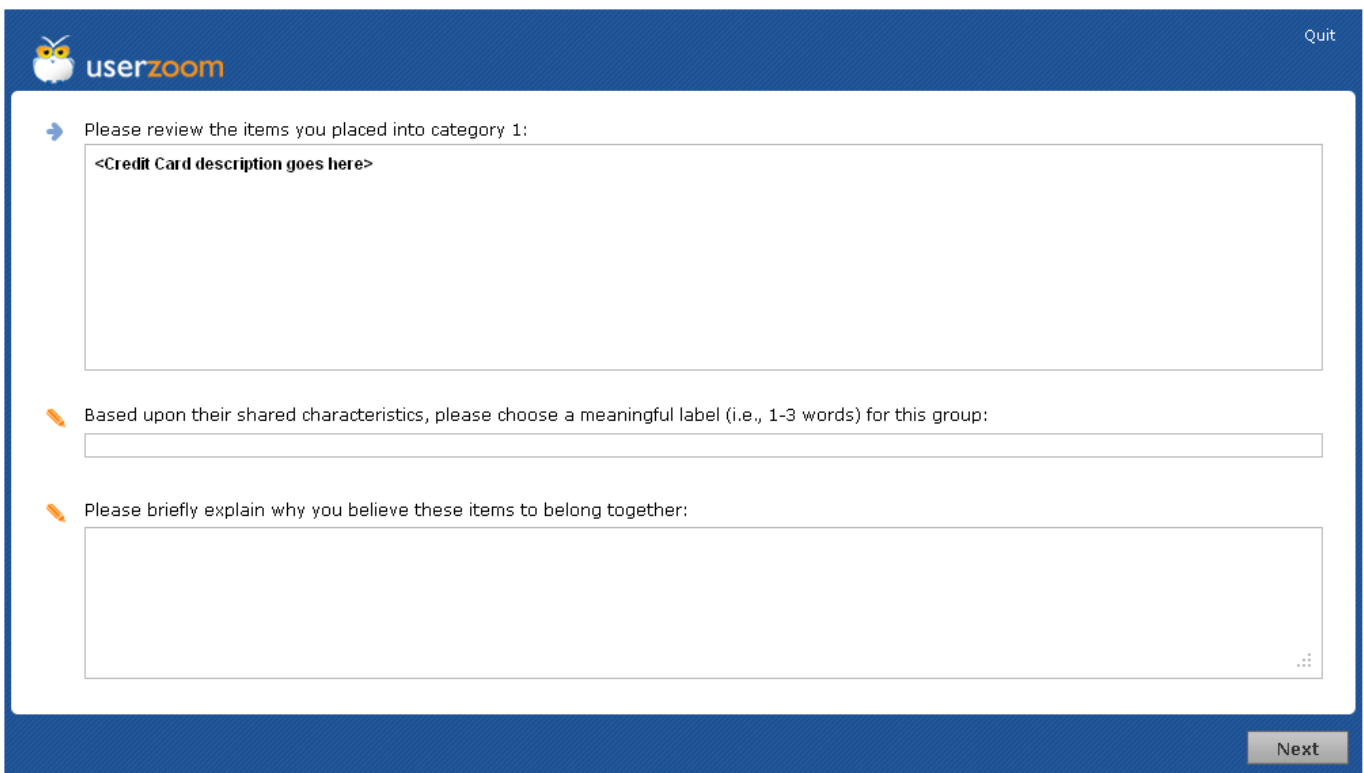 Quit
userzoom
Please review the items you placed into category 1:
<Credit Card description goes here>
Based upon their shared characteristics, please choose a meaningful label (i.e., 1-3 words) for this group:
Please briefly explain why you believe these items to belong together:
Next